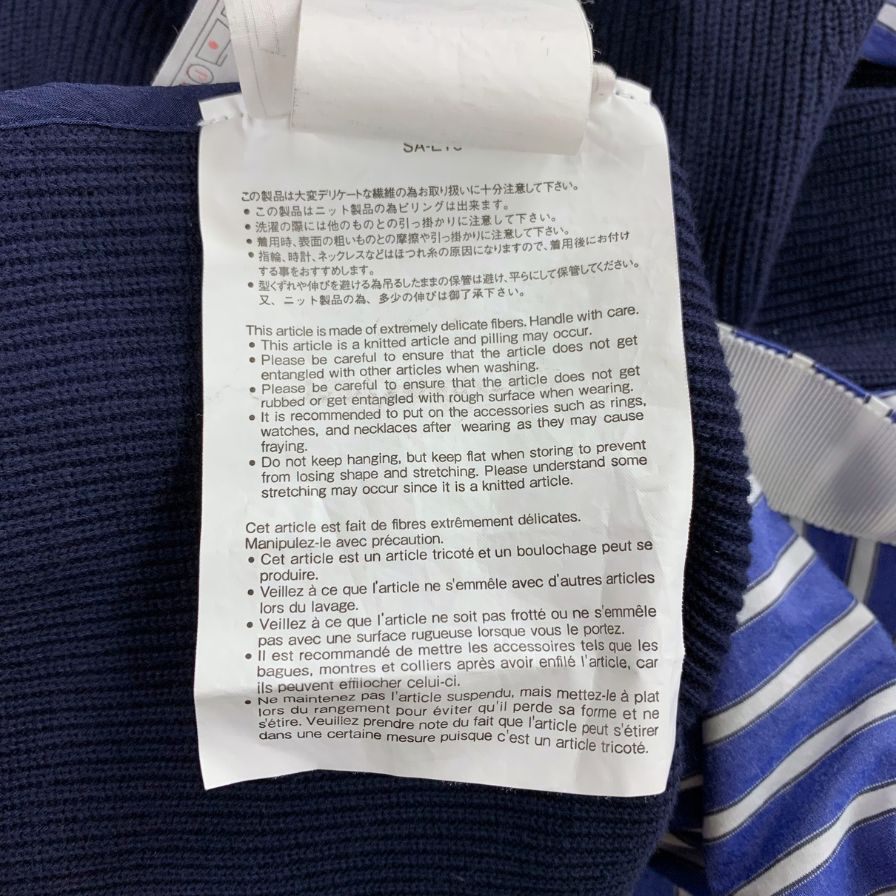 この製品は大変デリケートな繊維の為お取り扱いに十分注意して下さい。
● この製品はニット製品の為ピリングは出来ます。
● 洗濯の際には他のものとの引っ掛かりに注意して下さい。
● 着用時、表面の粗いものとの摩擦や引っ掛かりに注意して下さい。
● 指輪、時計、ネックレスなどはほつれ糸の原因になりますので、着用後にお付け
する事をおすすめします。
● 型くずれや伸びを避ける為吊るしたままの保管は避け、平らにして保管してください。
又、ニット製品の為、多少の伸びは御了承下さい。
This article is made of extremely delicate fibers. Handle with care.
● This article is a knitted article and pilling may occur.
● Please be careful to ensure that the article does not get
entangled with other articles when washing.
● Please be careful to ensure that the article does not get
rubbed or get entangled with rough surface when wearing.
● It is recommended to put on the accessories such as rings,
watches, and necklaces after wearing as they may cause
fraying.
● Do not keep hanging, but keep flat when storing to prevent
from losing shape and stretching. Please understand some
stretching may occur since it is a knitted article.
Cet article est fait de fibres extrêmement délicates.
Manipulez-le avec précaution.
● Cet article est un article tricoté et un boulochage peut se
produire.
● Veillez à ce que l'article ne s'emmêle avec d'autres articles
lors du lavage.
● Veillez à ce que l'article ne soit pas frotté ou ne s'emmêle
pas avec une surface rugueuse lorsque vous le portez.
● Il est recommandé de mettre les accessoires tels que les
bagues, montres et colliers après avoir enfilé l'article, car
ils peuvent effilocher celui-ci.
● Ne maintenez pas l'article suspendu, mais mettez-le à plat
lors du rangement pour éviter qu'il perde sa forme et ne
s'étire. Veuillez prendre note du fait que l'article peut s'étirer
dans une certaine mesure puisque c'est un article tricoté.